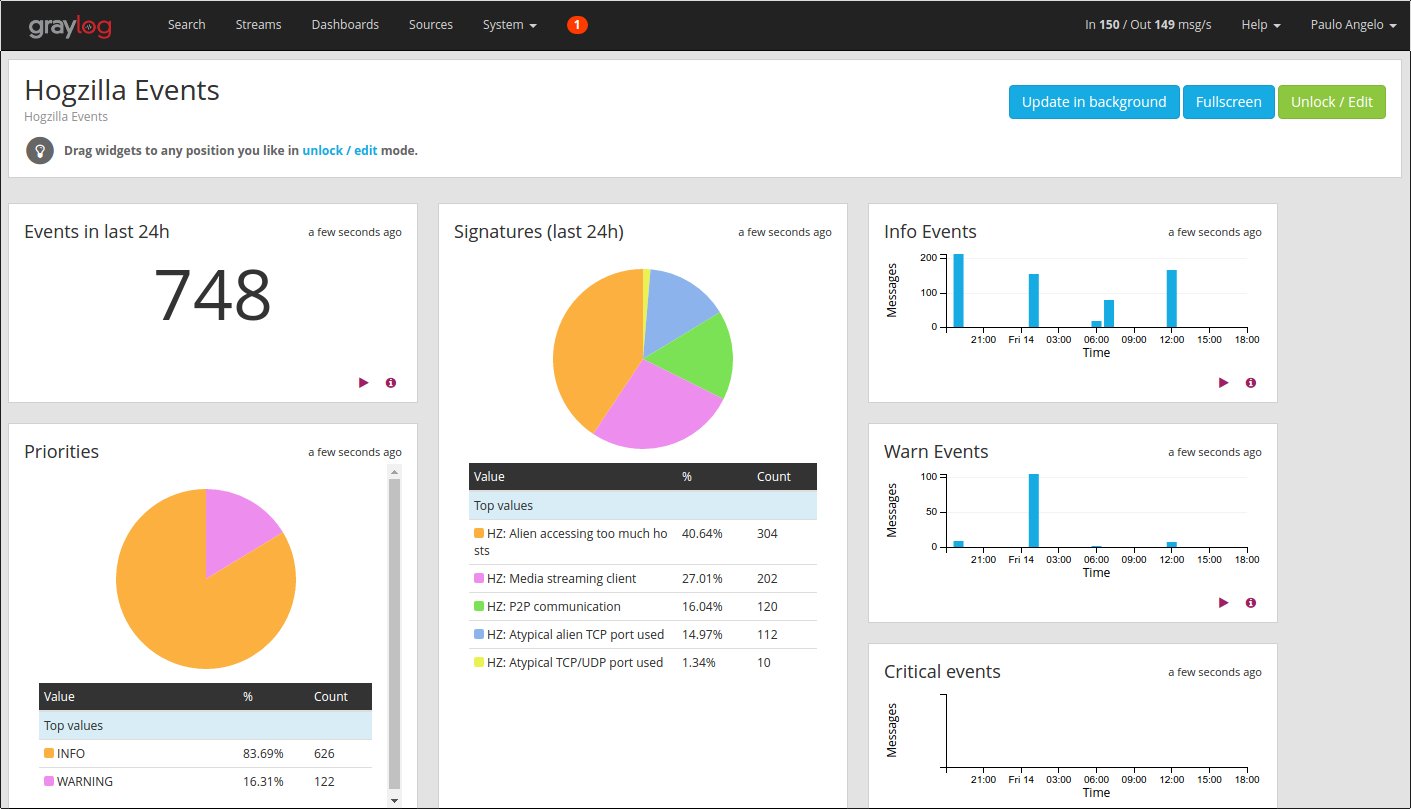 graylog Search Streams Dashboards Sources System 1 In 150 / Out 149 msg/s Help Paulo Angelo
Hogzilla Events
Hogzilla Events
Update in background Fullscreen Unlock / Edit
Drag widgets to any position you like in unlock / edit mode.
Events in last 24h a few seconds ago
748
Priorities a few seconds ago
Value % Count
Top values
INFO 83.69% 626
WARNING 16.31% 122
Signatures (last 24h) a few seconds ago
Value % Count
Top values
HZ: Alien accessing too much ho 40.64% 304
sts
HZ: Media streaming client 27.01% 202
HZ: P2P communication 16.04% 120
HZ: Atypical alien TCP port used 14.97% 112
HZ: Atypical TCP/UDP port used 1.34% 10
Info Events a few seconds ago
Messages
200
100
0
21:00 Fri 14 03:00 06:00 09:00 12:00 15:00 18:00
Time
Warn Events a few seconds ago
Messages
100
50
0
21:00 Fri 14 03:00 06:00 09:00 12:00 15:00 18:00
Time
Critical events a few seconds ago
Messages
21:00 Fri 14 03:00 06:00 09:00 12:00 15:00 18:00
Time